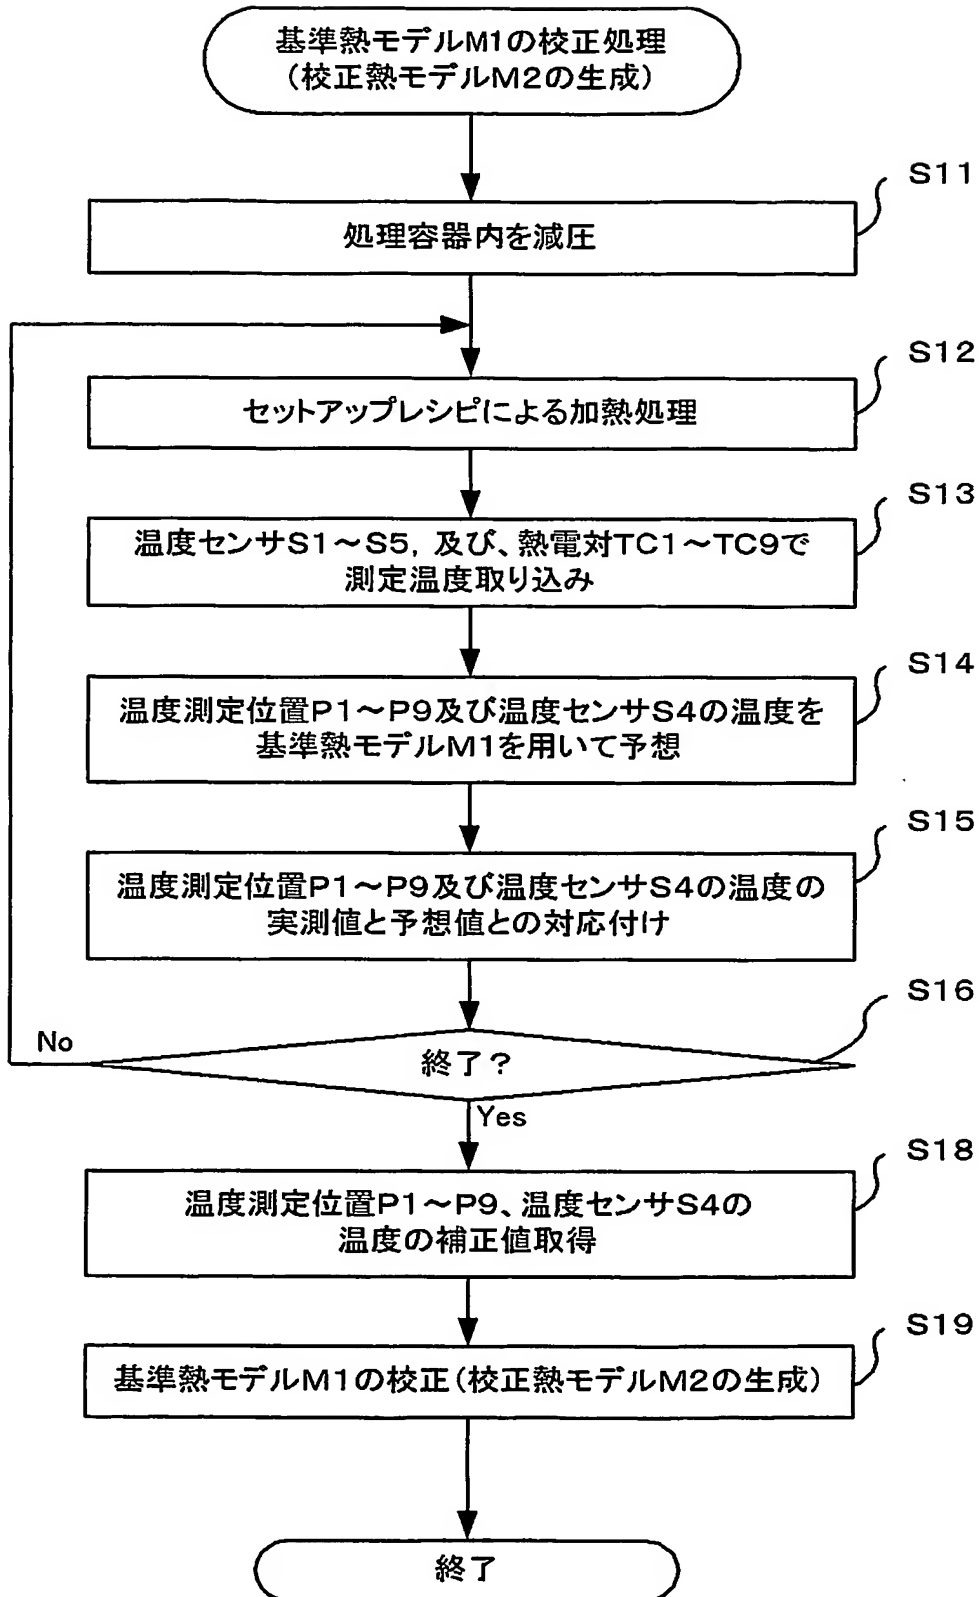 基準熱モデルM1の校正処理
（校正熱モデルM2の生成）
S11
処理容器内を減圧
S12
セットアップレシピによる加熱処理
S13
温度センサS1～S5，及び、熱電対TC1～TC9で
測定温度取り込み
S14
温度測定位置P1～P9及び温度センサS4の温度を
基準熱モデルM1を用いて予想
S15
温度測定位置P1～P9及び温度センサS4の温度の
実測値と予想値との対応付け
S16
No
終了？
Yes
S18
温度測定位置P1～P9、温度センサS4の
温度の補正値取得
S19
基準熱モデルM1の校正（校正熱モデルM2の生成）
終了